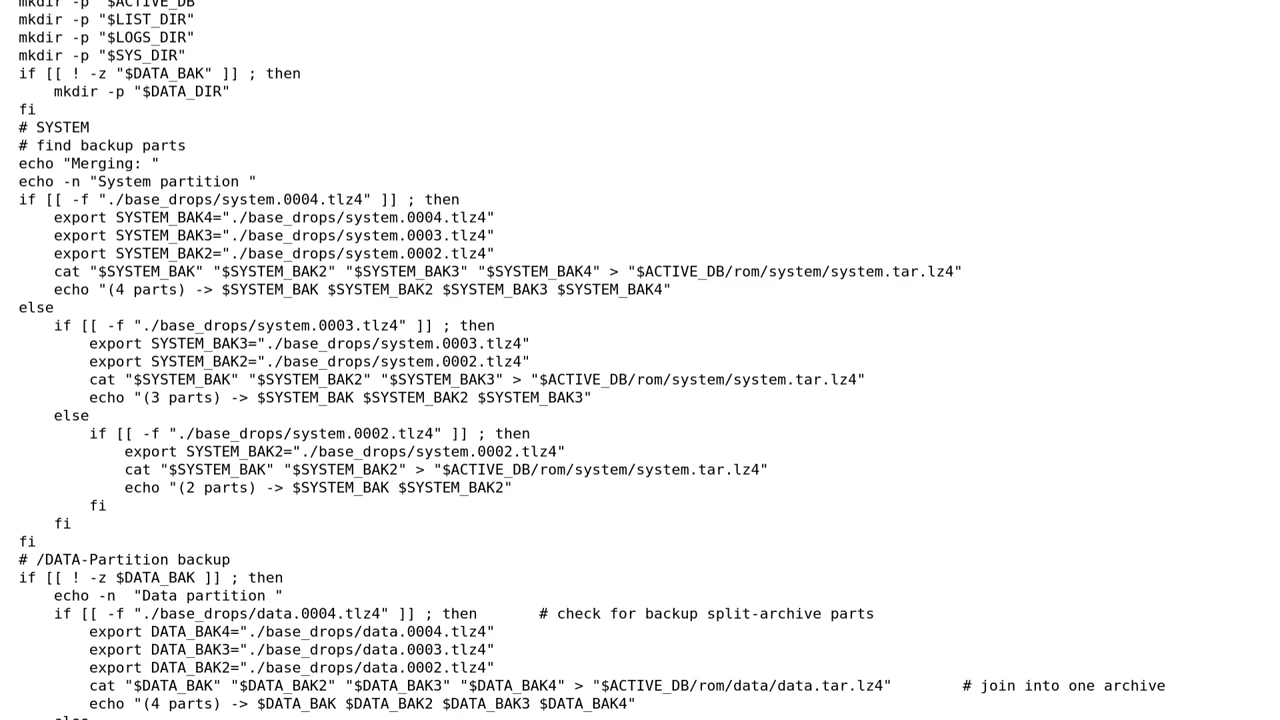 mkdir -p "$ACTIVE_DB"
mkdir -p "$LIST_DIR"
mkdir -p "$LOGS_DIR"
mkdir -p "$SYS_DIR"
if [[ ! -z "$DATA_BAK" ]] ; then
    mkdir -p "$DATA_DIR"
fi
# SYSTEM
# find backup parts
echo "Merging: "
echo -n "System partition "
if [[ -f "./base_drops/system.0004.tlz4" ]] ; then
    export SYSTEM_BAK4="./base_drops/system.0004.tlz4"
    export SYSTEM_BAK3="./base_drops/system.0003.tlz4"
    export SYSTEM_BAK2="./base_drops/system.0002.tlz4"
    cat "$SYSTEM_BAK" "$SYSTEM_BAK2" "$SYSTEM_BAK3" "$SYSTEM_BAK4" > "$ACTIVE_DB/rom/system/system.tar.lz4"
    echo "(4 parts) -> $SYSTEM_BAK $SYSTEM_BAK2 $SYSTEM_BAK3 $SYSTEM_BAK4"
else
    if [[ -f "./base_drops/system.0003.tlz4" ]] ; then
        export SYSTEM_BAK3="./base_drops/system.0003.tlz4"
        export SYSTEM_BAK2="./base_drops/system.0002.tlz4"
        cat "$SYSTEM_BAK" "$SYSTEM_BAK2" "$SYSTEM_BAK3" > "$ACTIVE_DB/rom/system/system.tar.lz4"
        echo "(3 parts) -> $SYSTEM_BAK $SYSTEM_BAK2 $SYSTEM_BAK3"
    else
        if [[ -f "./base_drops/system.0002.tlz4" ]] ; then
            export SYSTEM_BAK2="./base_drops/system.0002.tlz4"
            cat "$SYSTEM_BAK" "$SYSTEM_BAK2" > "$ACTIVE_DB/rom/system/system.tar.lz4"
            echo "(2 parts) -> $SYSTEM_BAK $SYSTEM_BAK2"
        fi
    fi
fi
# /DATA-Partition backup
if [[ ! -z $DATA_BAK ]] ; then
    echo -n  "Data partition "
    if [[ -f "./base_drops/data.0004.tlz4" ]] ; then       # check for backup split-archive parts
        export DATA_BAK4="./base_drops/data.0004.tlz4"
        export DATA_BAK3="./base_drops/data.0003.tlz4"
        export DATA_BAK2="./base_drops/data.0002.tlz4"
        cat "$DATA_BAK" "$DATA_BAK2" "$DATA_BAK3" "$DATA_BAK4" > "$ACTIVE_DB/rom/data/data.tar.lz4"        # join into one archive
        echo "(4 parts) -> $DATA_BAK $DATA_BAK2 $DATA_BAK3 $DATA_BAK4"
    else